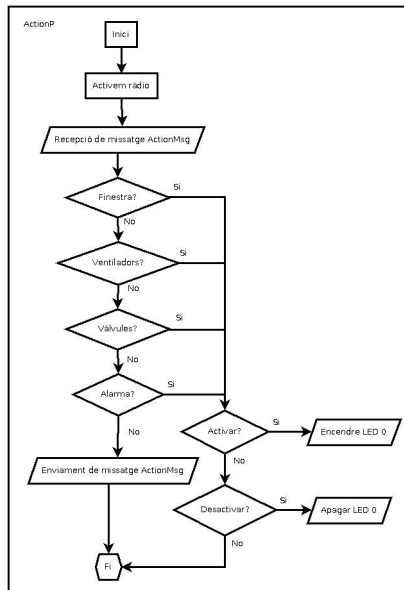 ActionP
Inici
Activem ràdio
Recepció de missatge ActionMsg
Finestra?
Si
No
Ventiladors?
Si
No
Vàlvules?
Si
No
Alarma?
Si
No
Activar?
Si
Encendre LED 0
No
Enviament de missatge ActionMsg
Desactivar?
Si
Apagar LED 0
No
Fi